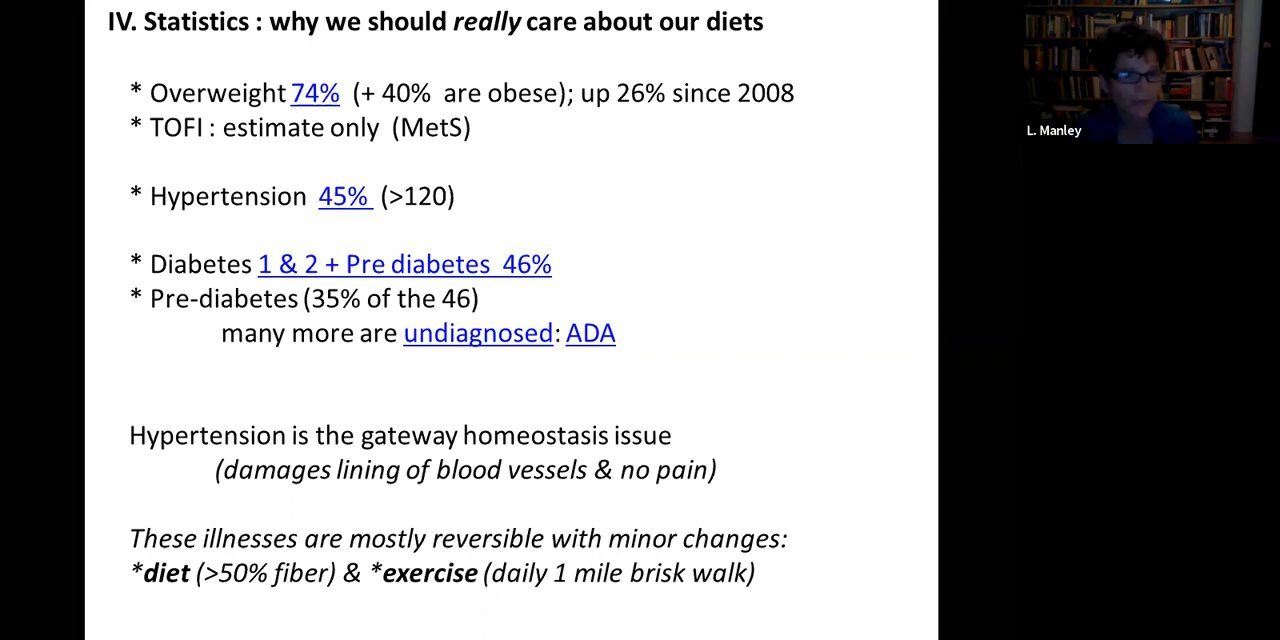 IV. Statistics : why we should really care about our diets
* Overweight 74% (+ 40% are obese); up 26% since 2008
* TOFI : estimate only (MetS)
* Hypertension 45% (>120)
* Diabetes 1 & 2 + Pre diabetes 46%
* Pre-diabetes (35% of the 46)
many more are undiagnosed: ADA
Hypertension is the gateway homeostasis issue
(damages lining of blood vessels & no pain)
These illnesses are mostly reversible with minor changes:
*diet (>50% fiber) & *exercise (daily 1 mile brisk walk)
L. Manley